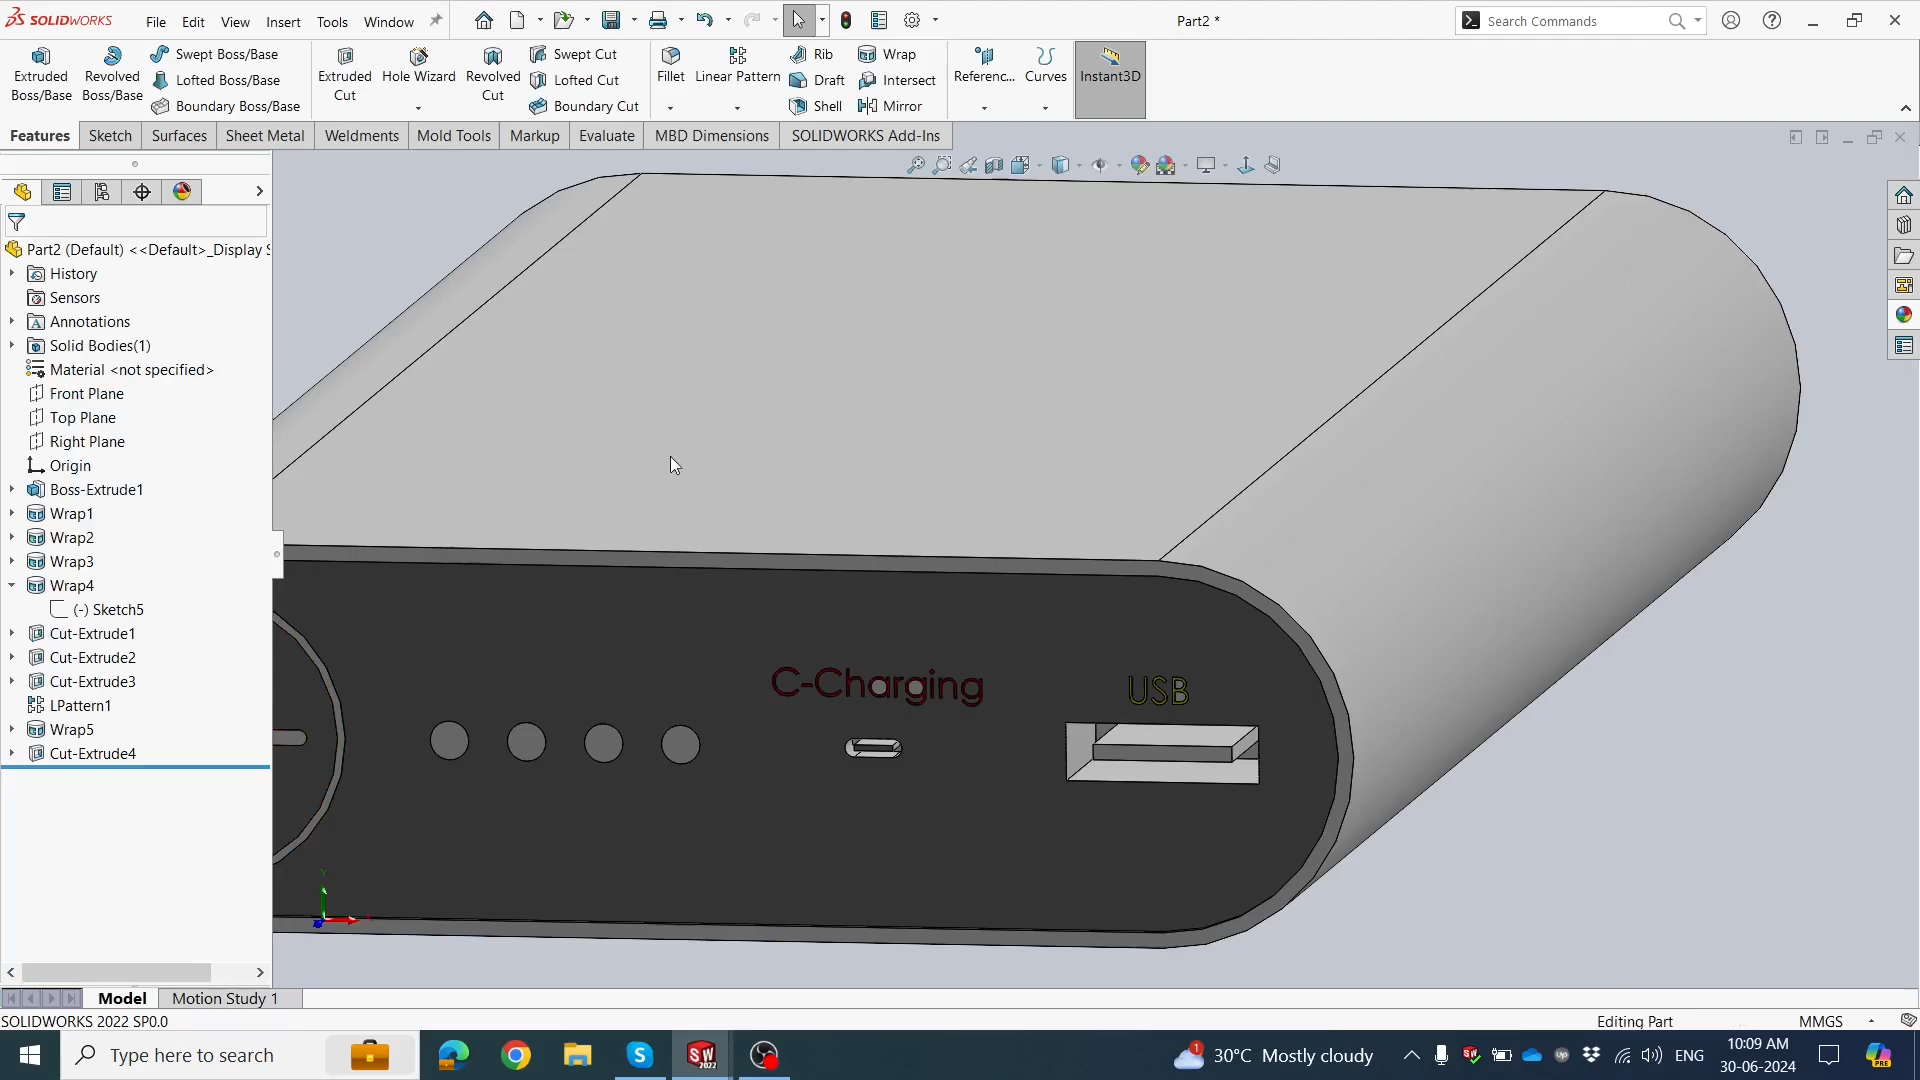 SOLIDWORKS File Edit View Insert Tools Window Part2 * Search Commands
Extruded Boss/Base
Revolved Boss/Base
Swept Boss/Base
Lofted Boss/Base
Boundary Boss/Base
Extruded Cut
Hole Wizard
Revolved Cut
Swept Cut
Lofted Cut
Boundary Cut
Fillet
Linear Pattern
Rib
Draft
Shell
Wrap
Intersect
Mirror
Referenc...
Curves
Instant3D
Features Sketch Surfaces Sheet Metal Weldments Mold Tools Markup Evaluate MBD Dimensions SOLIDWORKS Add-Ins
Part2 (Default) <<Default>_Display S
History
Sensors
Annotations
Solid Bodies(1)
Material <not specified>
Front Plane
Top Plane
Right Plane
Origin
Boss-Extrude1
Wrap1
Wrap2
Wrap3
Wrap4
(-) Sketch5
Cut-Extrude1
Cut-Extrude2
Cut-Extrude3
LPattern1
Wrap5
Cut-Extrude4
C-Charging
USB
Y
Model Motion Study 1
SOLIDWORKS 2022 SP0.0 Editing Part MMGS
Type here to search
SW 2022
1
30°C Mostly cloudy
ENG
10:09 AM
30-06-2024
PRE